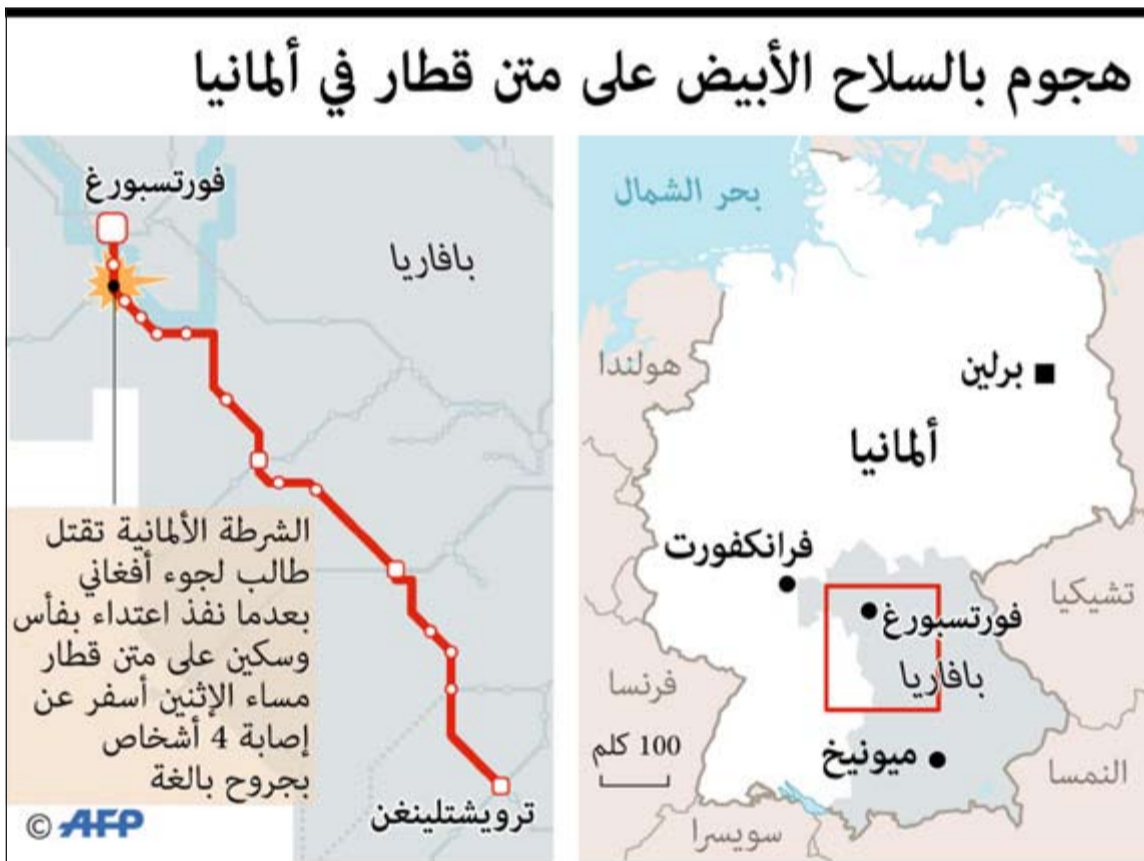 هجوم بالسلاح الأبيض على متن قطار في ألمانيا
بحر الشمال
هولندا
برلين
ألمانيا
فرانكفورت
تشيكيا
فورتسبورغ
بافاريا
فرنسا
100 كلم
ميونيخ
النمسا
سويسرا
فورتسبورغ
بافاريا
الشرطة الألمانية تقتل
طالب لجوء أفغاني
بعدما نفذ اعتداء بفأس
وسكين على متن قطار
مساء الإثنين أسفر عن
إصابة 4 أشخاص
بجروح بالغة
ترويشتلينغن
© AFP